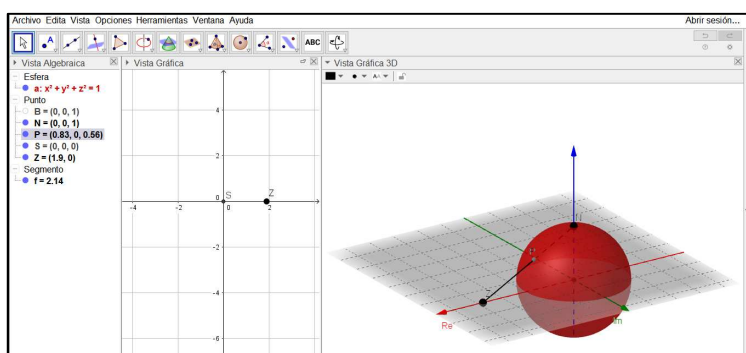 Archivo Edita Vista Opciones Herramientas Ventana Ayuda
Abrir sesión...
ABC
Vista Algebraica
Vista Gráfica
Vista Gráfica 3D
AA
Esfera
a: x² + y² + z² = 1
Punto
B = (0, 0, 1)
N = (0, 0, 1)
P = (0.83, 0, 0.56)
S = (0, 0, 0)
Z = (1.9, 0)
Segmento
f = 2.14
4
2
0
S
Z
-4
-2
0
2
-2
-4
-6
Re
Im